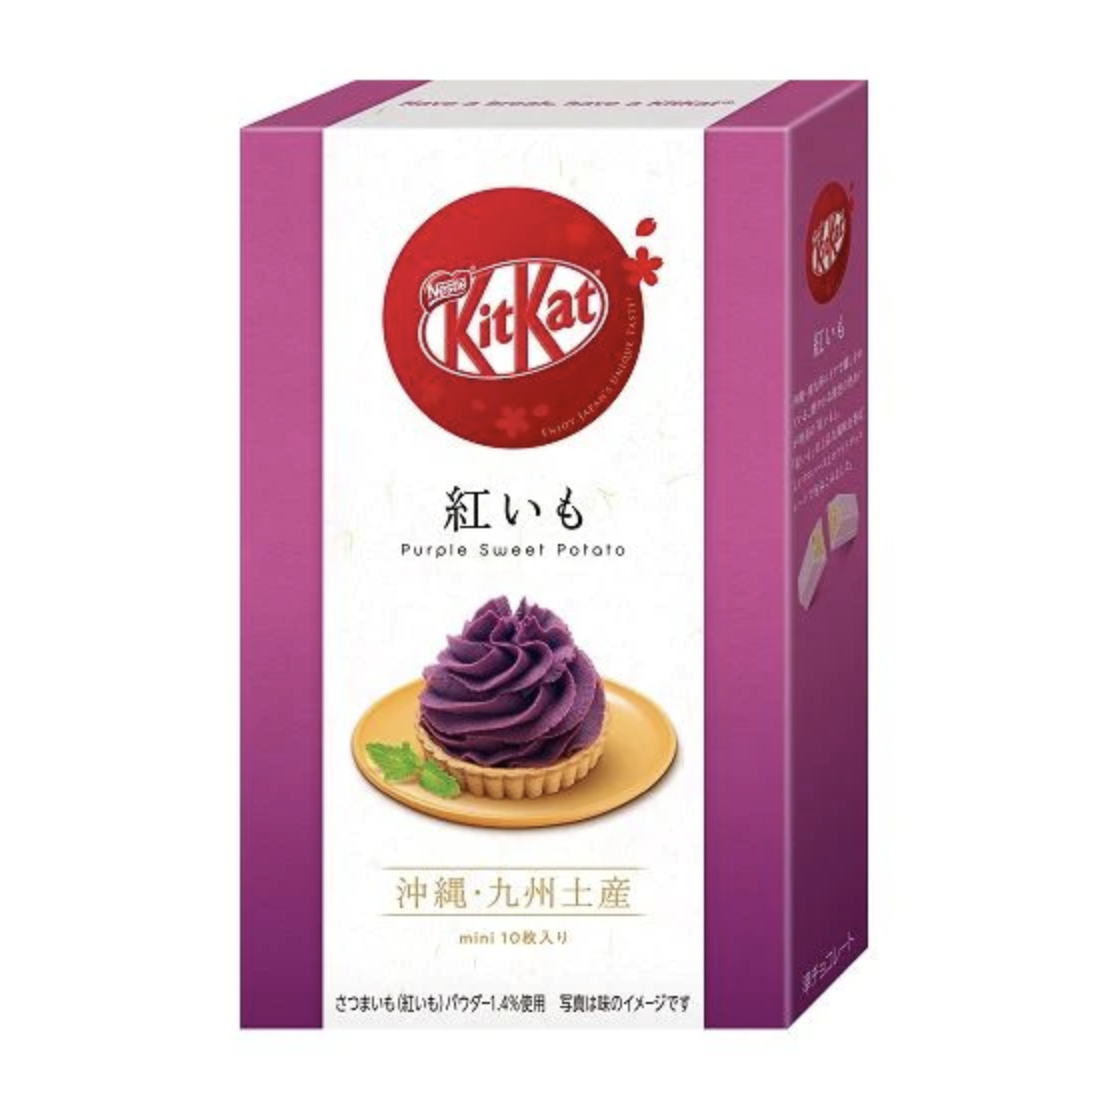 Have a break, have a KitKat®
Nestlé
KitKat
ENJOY JAPAN'S UNIQUE TASTE!
紅いも
Purple Sweet Potato
沖縄・九州土産
mini 10枚入り
さつまいも(紅いも)パウダー1.4%使用 写真は味のイメージです
KitKat
紅いも
準チョコレート